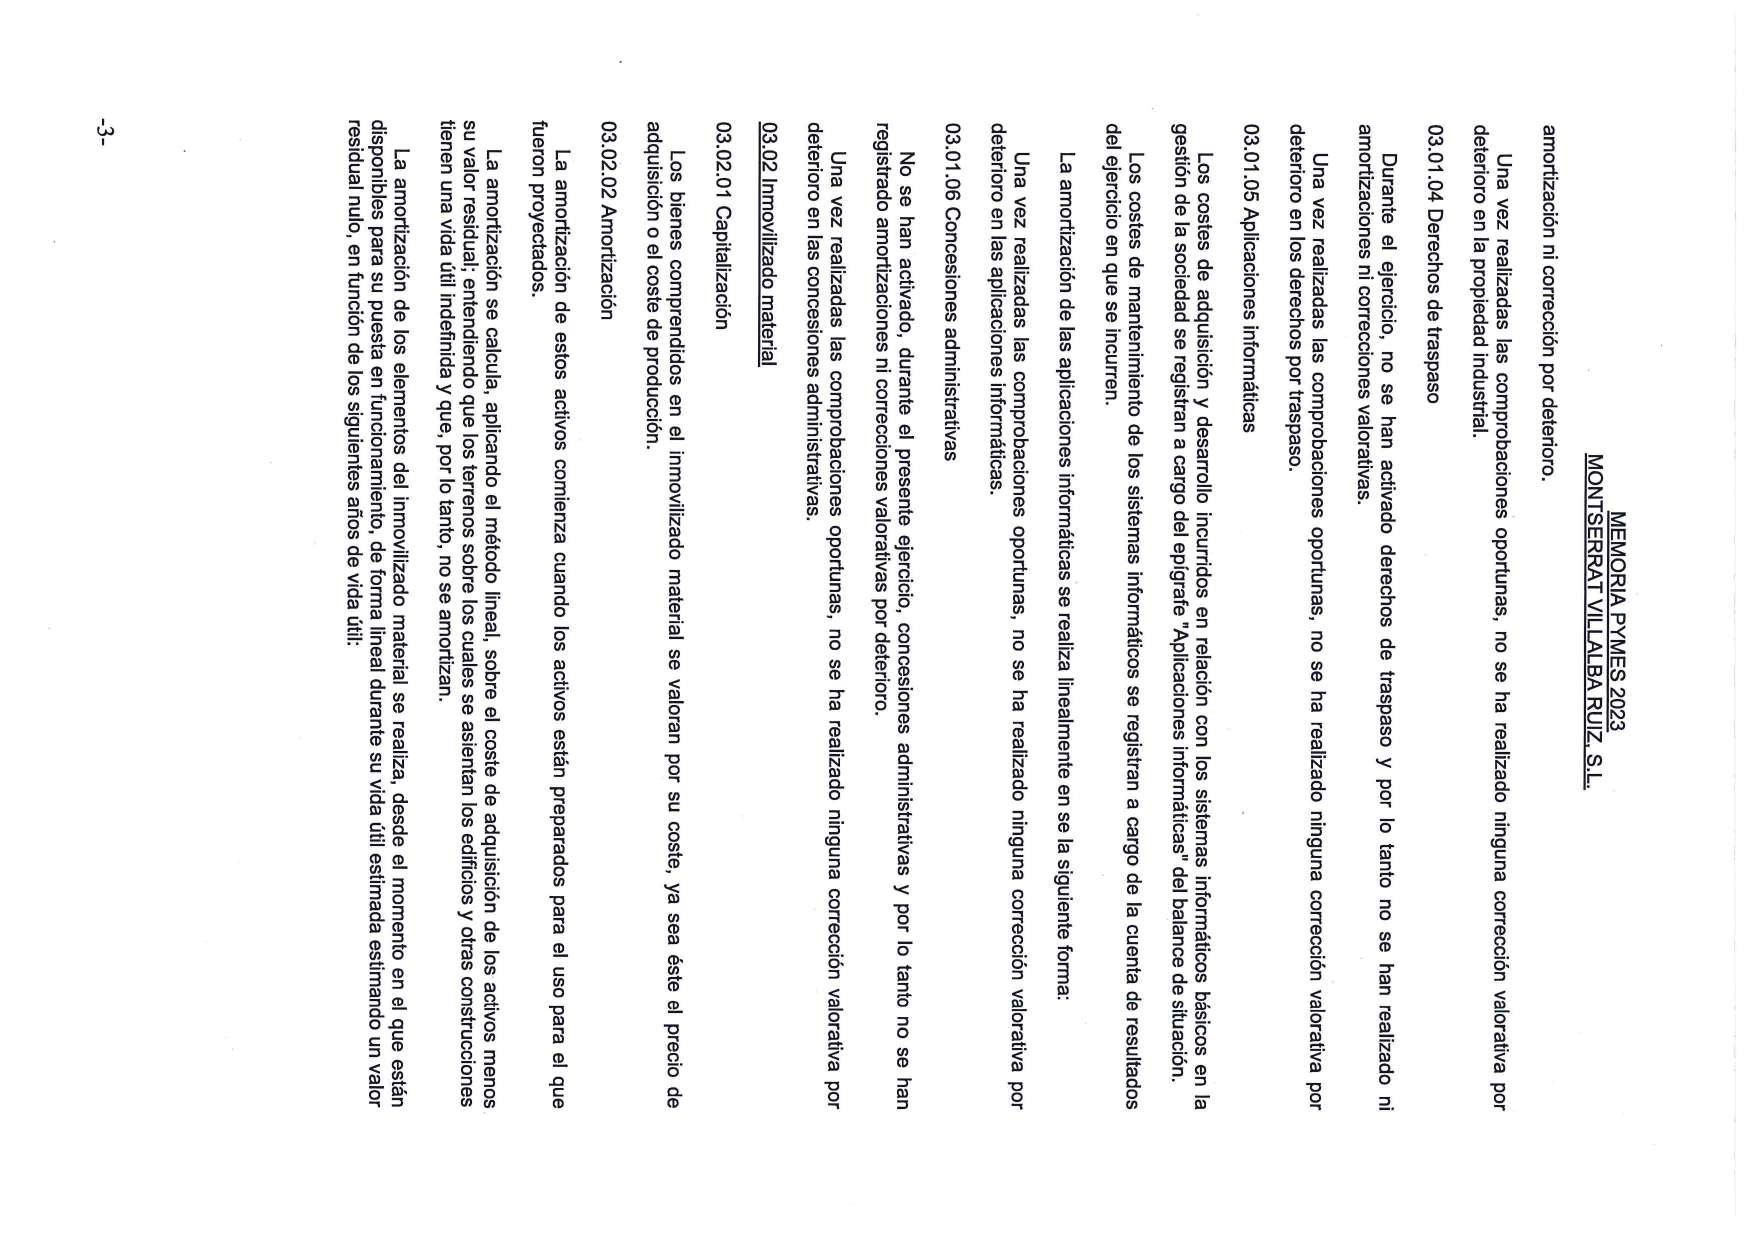 MEMORIA PYMES 2023
MONTSERRAT VILLALBA RUIZ, S.L.
amortización ni corrección por deterioro.
Una vez realizadas las comprobaciones oportunas, no se ha realizado ninguna corrección valorativa por
deterioro en la propiedad industrial.
03.01.04 Derechos de traspaso
Durante el ejercicio, no se han activado derechos de traspaso y por lo tanto no se han realizado ni
amortizaciones ni correcciones valorativas.
Una vez realizadas las comprobaciones oportunas, no se ha realizado ninguna corrección valorativa por
deterioro en los derechos por traspaso.
03.01.05 Aplicaciones informáticas
Los costes de adquisición y desarrollo incurridos en relación con los sistemas informáticos básicos en la
gestión de la sociedad se registran a cargo del epígrafe "Aplicaciones informáticas" del balance de situación.
Los costes de mantenimiento de los sistemas informáticos se registran a cargo de la cuenta de resultados
del ejercicio en que se incurren.
La amortización de las aplicaciones informáticas se realiza linealmente en se la siguiente forma:
Una vez realizadas las comprobaciones oportunas, no se ha realizado ninguna corrección valorativa por
deterioro en las aplicaciones informáticas.
03.01.06 Concesiones administrativas
No se han activado, durante el presente ejercicio, concesiones administrativas y por lo tanto no se han
registrado amortizaciones ni correcciones valorativas por deterioro.
Una vez realizadas las comprobaciones oportunas, no se ha realizado ninguna corrección valorativa por
deterioro en las concesiones administrativas.
03.02 Inmovilizado material
03.02.01 Capitalización
Los bienes comprendidos en el inmovilizado material se valoran por su coste, ya sea éste el precio de
adquisición o el coste de producción.
03.02.02 Amortización
La amortización de estos activos comienza cuando los activos están preparados para el uso para el que
fueron proyectados.
La amortización se calcula, aplicando el método lineal, sobre el coste de adquisición de los activos menos
su valor residual; entendiendo que los terrenos sobre los cuales se asientan los edificios y otras construcciones
tienen una vida útil indefinida y que, por lo tanto, no se amortizan.
La amortización de los elementos del inmovilizado material se realiza, desde el momento en el que están
disponibles para su puesta en funcionamiento, de forma lineal durante su vida útil estimada estimando un valor
residual nulo, en función de los siguientes años de vida útil:
-3-